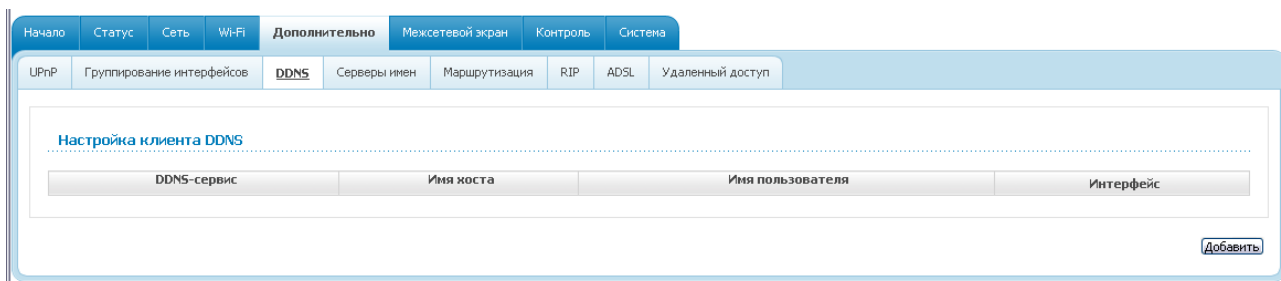 Начало Статус Сеть Wi-Fi Дополнительно Межсетевой экран Контроль Система
UPnP Группирование интерфейсов DDNS Серверы имен Маршрутизация RIP ADSL Удаленный доступ
Настройка клиента DDNS
DDNS-сервис Имя хоста Имя пользователя Интерфейс
Добавить